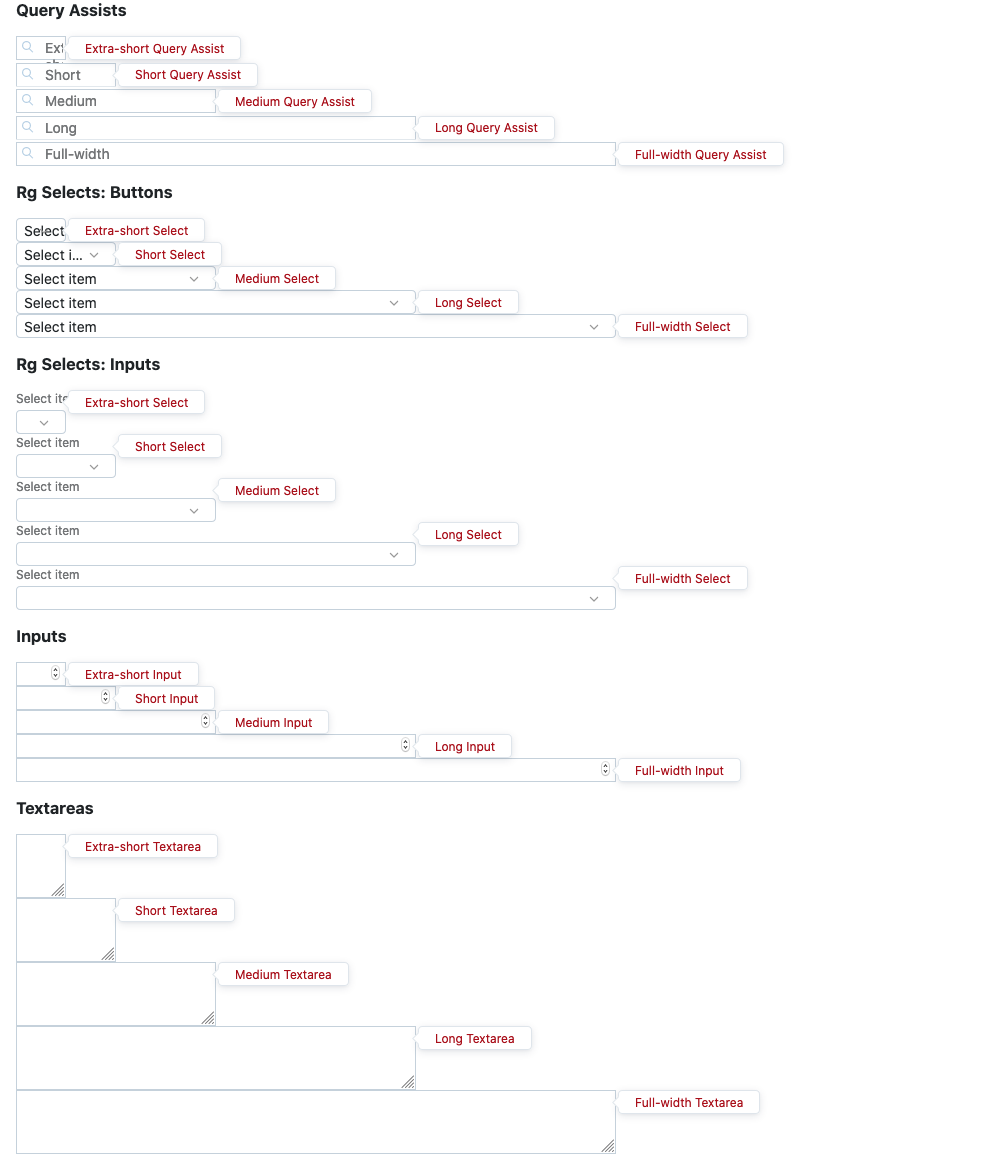 Query Assists
Extra-short Query Assist
Short
Short Query Assist
Medium
Medium Query Assist
Long
Long Query Assist
Full-width
Full-width Query Assist
Rg Selects: Buttons
Select
Extra-short Select
Select i...
Short Select
Select item
Medium Select
Select item
Long Select
Select item
Full-width Select
Rg Selects: Inputs
Select ite
Extra-short Select
Select item
Short Select
Select item
Medium Select
Select item
Long Select
Select item
Full-width Select
Inputs
Extra-short Input
Short Input
Medium Input
Long Input
Full-width Input
Textareas
Extra-short Textarea
Short Textarea
Medium Textarea
Long Textarea
Full-width Textarea